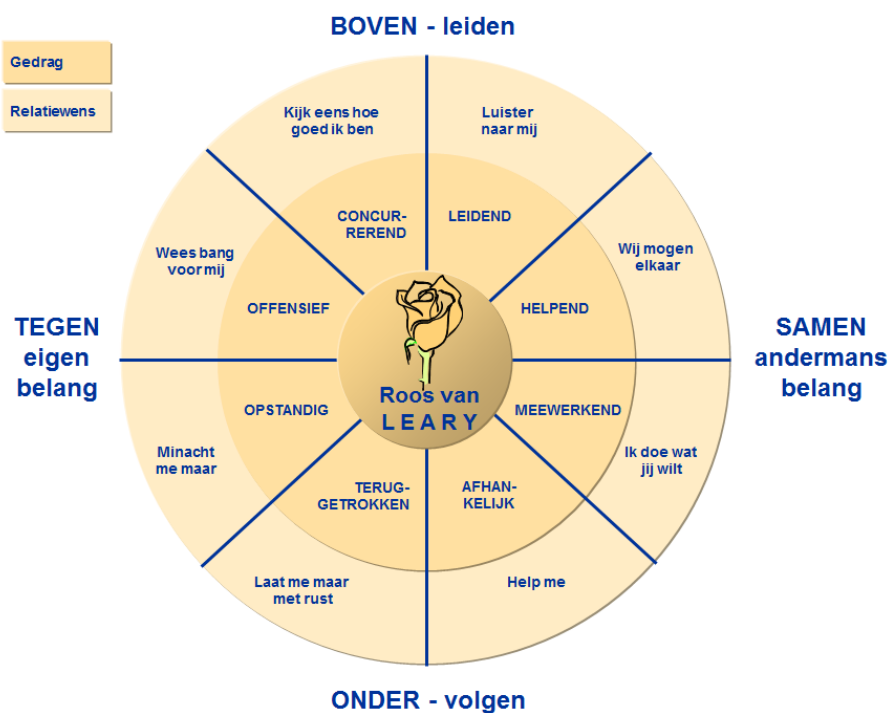 BOVEN - leiden
Gedrag
Relatiewens
Kijk eens hoe
goed ik ben
Luister
naar mij
CONCUR-
REREND
LEIDEND
Wees bang
voor mij
Wij mogen
elkaar
OFFENSIEF
HELPEND
TEGEN
eigen
belang
SAMEN
andermans
belang
Roos van
LEARY
OPSTANDIG
MEEWERKEND
Minacht
me maar
Ik doe wat
jij wilt
TERUG-
GETROKKEN
AFHAN-
KELIJK
Laat me maar
met rust
Help me
ONDER - volgen